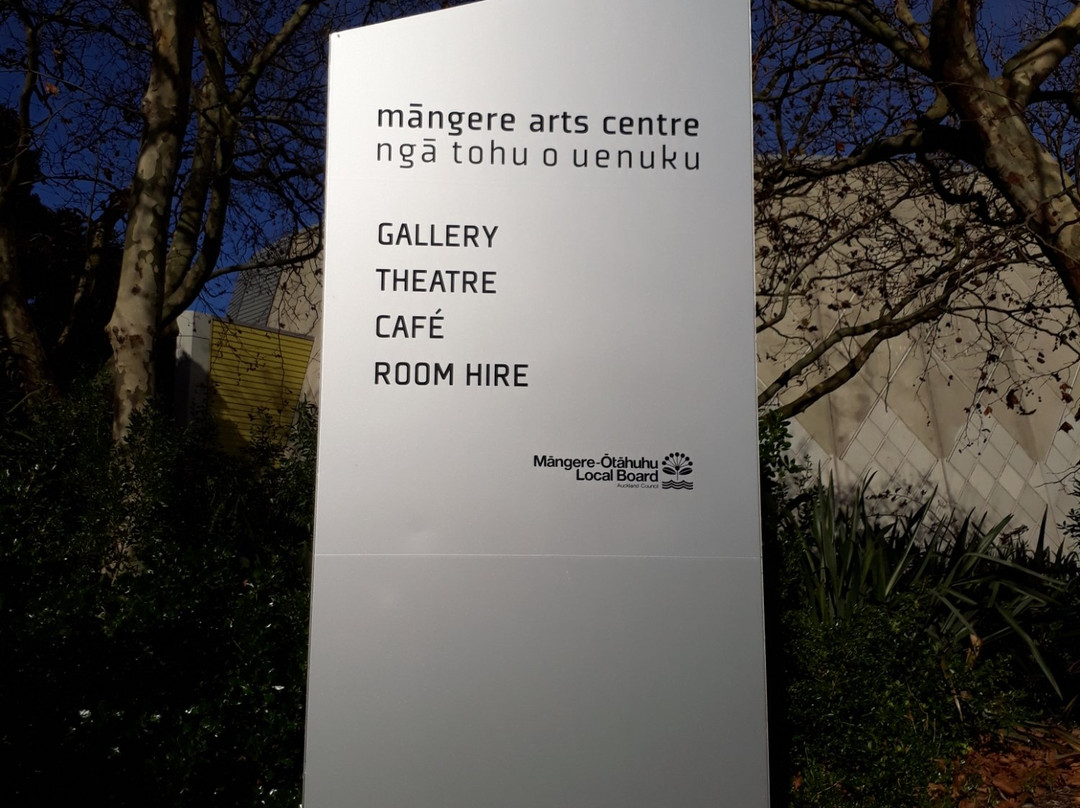 māngere arts centre
ngā tohu o uenuku
GALLERY
THEATRE
CAFÉ
ROOM HIRE
Māngere-Ōtāhuhu
Local Board
Auckland Council